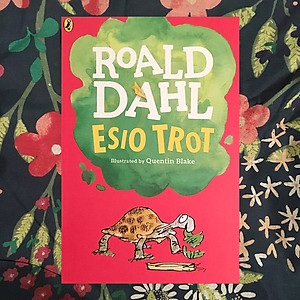 ROALD
DAHL
ESIO TROT
Illustrated by Quentin Blake